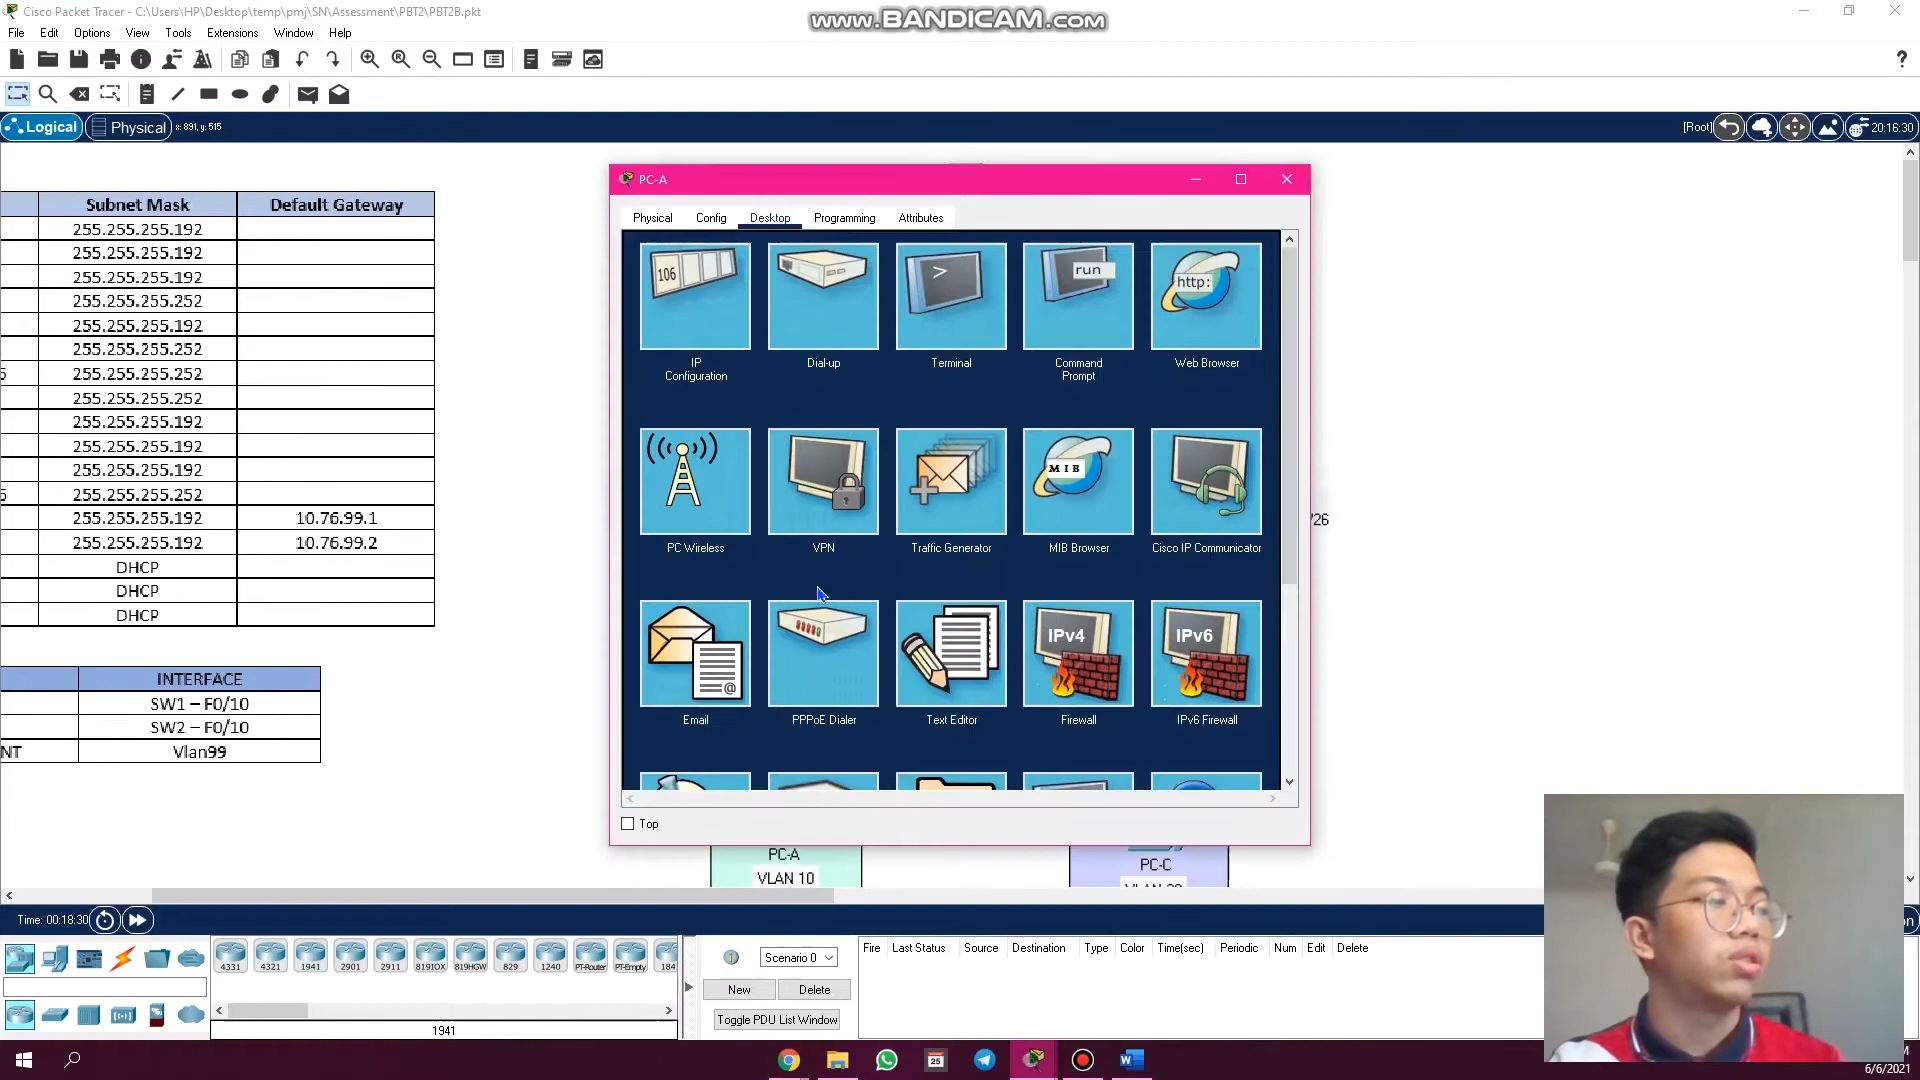 Cisco Packet Tracer - C:\Users\HP\Desktop\temp\pmj\SN\Assessment\PBT2\PBT2B.pkt
www.BANDICAM.com
File Edit Options View Tools Extensions Window Help
?
Logical Physical x: 891, y: 515 [Root] 20:16:30
PC-A
Physical Config Desktop Programming Attributes
Subnet Mask Default Gateway
255.255.255.192
255.255.255.192
255.255.255.192
255.255.255.252
255.255.255.192
255.255.255.252
255.255.255.252
255.255.255.252
255.255.255.192
255.255.255.192
255.255.255.192
255.255.255.252
255.255.255.192 10.76.99.1
255.255.255.192 10.76.99.2
DHCP
DHCP
DHCP
INTERFACE
SW1 – F0/10
SW2 – F0/10
NT Vlan99
106
>
run
http:
IP Configuration
Dial-up
Terminal
Command Prompt
Web Browser
MIB
PC Wireless
VPN
Traffic Generator
MIB Browser
Cisco IP Communicator
/26
@
IPv4
IPv6
Email
PPPoE Dialer
Text Editor
Firewall
IPv6 Firewall
Top
PC-A
VLAN 10
PC-C
Time: 00:18:30
4331 4321 1941 2901 2911 819IOX 819HGW 829 1240 PT-Router PT-Empty 184
1941
Scenario 0
New Delete
Toggle PDU List Window
Fire Last Status Source Destination Type Color Time(sec) Periodic Num Edit Delete
25
6/6/2021